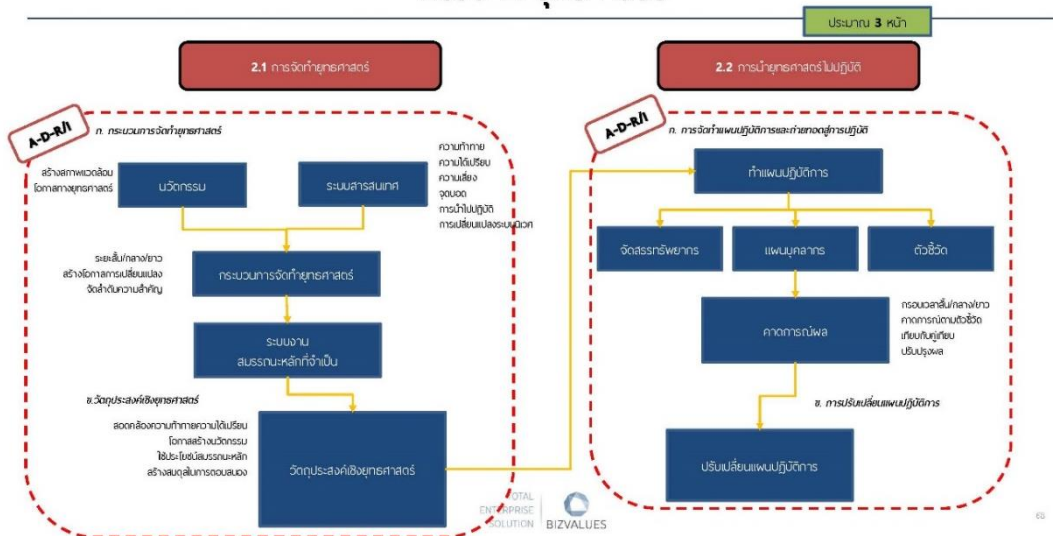 ประมาณ 3 หน้า
2.1 การจัดทำยุทธศาสตร์
2.2 การนำยุทธศาสตร์ไปปฏิบัติ
A-D-R/I
ก. กระบวนการจัดทำยุทธศาสตร์
สร้างสภาพแวดล้อม
โอกาสทางยุทธศาสตร์
นวัตกรรม
ระบบสารสนเทศ
ความท้าทาย
ความได้เปรียบ
ความเสี่ยง
จุดบอด
การนำไปปฏิบัติ
การเปลี่ยนแปลงระบบนิเวศ
ระยะสั้น/กลาง/ยาว
สร้างโอกาสการเปลี่ยนแปลง
จัดลำดับความสำคัญ
กระบวนการจัดทำยุทธศาสตร์
ระบบงาน
สมรรถนะหลักที่จำเป็น
ข.วัตถุประสงค์เชิงยุทธศาสตร์
สอดคล้องความท้าทายความได้เปรียบ
โอกาสสร้างนวัตกรรม
ใช้ประโยชน์สมรรถนะหลัก
สร้างสมดุลในการตอบสนอง
วัตถุประสงค์เชิงยุทธศาสตร์
A-D-R/I
ก. การจัดทำแผนปฏิบัติการและถ่ายทอดสู่การปฏิบัติ
ทำแผนปฏิบัติการ
จัดสรรทรัพยากร
แผนบุคลากร
ตัวชี้วัด
คาดการณ์ผล
กรอบเวลาสั้น/กลาง/ยาว
คาดการณ์ตามตัวชี้วัด
เทียบกับคู่เทียบ
ปรับปรุงผล
ข. การปรับเปลี่ยนแผนปฏิบัติการ
ปรับเปลี่ยนแผนปฏิบัติการ
TOTAL
ENTERPRISE
SOLUTION
BIZVALUES